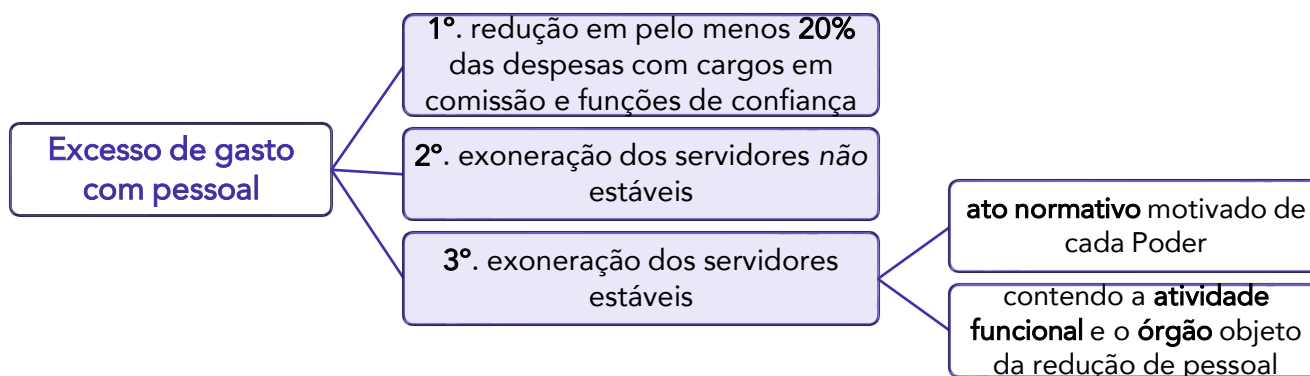 Excesso de gasto
com pessoal
1º. redução em pelo menos 20%
das despesas com cargos em
comissão e funções de confiança
2º. exoneração dos servidores não
estáveis
3º. exoneração dos servidores
estáveis
ato normativo motivado de
cada Poder
contendo a atividade
funcional e o órgão objeto
da redução de pessoal